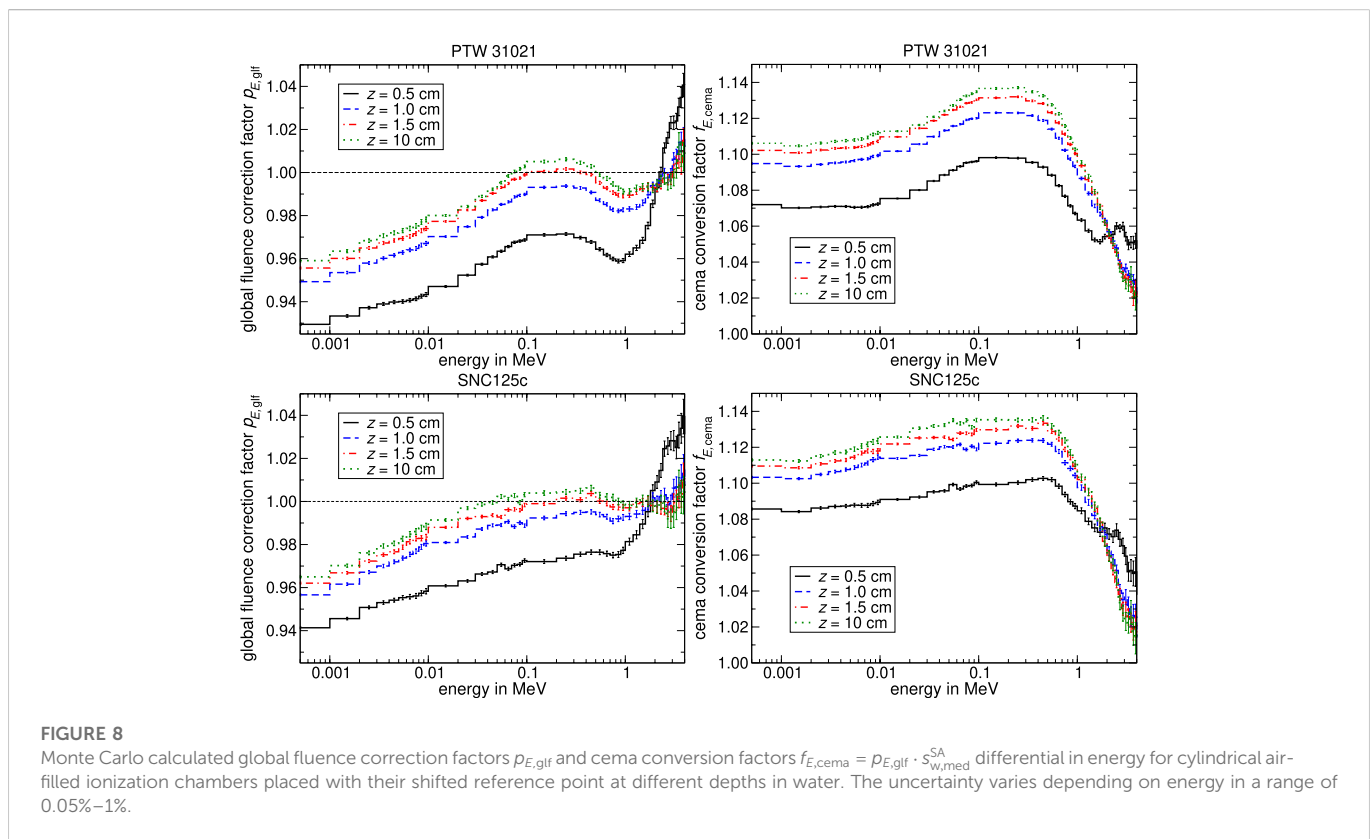 PTW 31021
global fluence correction factor pE,glf
1.04
1.02
1.00
0.98
0.96
0.94
z = 0.5 cm
z = 1.0 cm
z = 1.5 cm
z = 10 cm
0.001 0.01 0.1 1
energy in MeV
PTW 31021
cema conversion factor fE,cema
1.14
1.12
1.10
1.08
1.06
1.04
1.02
1.00
z = 0.5 cm
z = 1.0 cm
z = 1.5 cm
z = 10 cm
0.001 0.01 0.1 1
energy in MeV
SNC125c
global fluence correction factor pE,glf
1.04
1.02
1.00
0.98
0.96
0.94
z = 0.5 cm
z = 1.0 cm
z = 1.5 cm
z = 10 cm
0.001 0.01 0.1 1
energy in MeV
SNC125c
cema conversion factor fE,cema
1.14
1.12
1.10
1.08
1.06
1.04
1.02
1.00
z = 0.5 cm
z = 1.0 cm
z = 1.5 cm
z = 10 cm
0.001 0.01 0.1 1
energy in MeV
FIGURE 8
Monte Carlo calculated global fluence correction factors pE,glf and cema conversion factors fE,cema = pE,glf · s^SA_w,med differential in energy for cylindrical air-
filled ionization chambers placed with their shifted reference point at different depths in water. The uncertainty varies depending on energy in a range of
0.05%–1%.